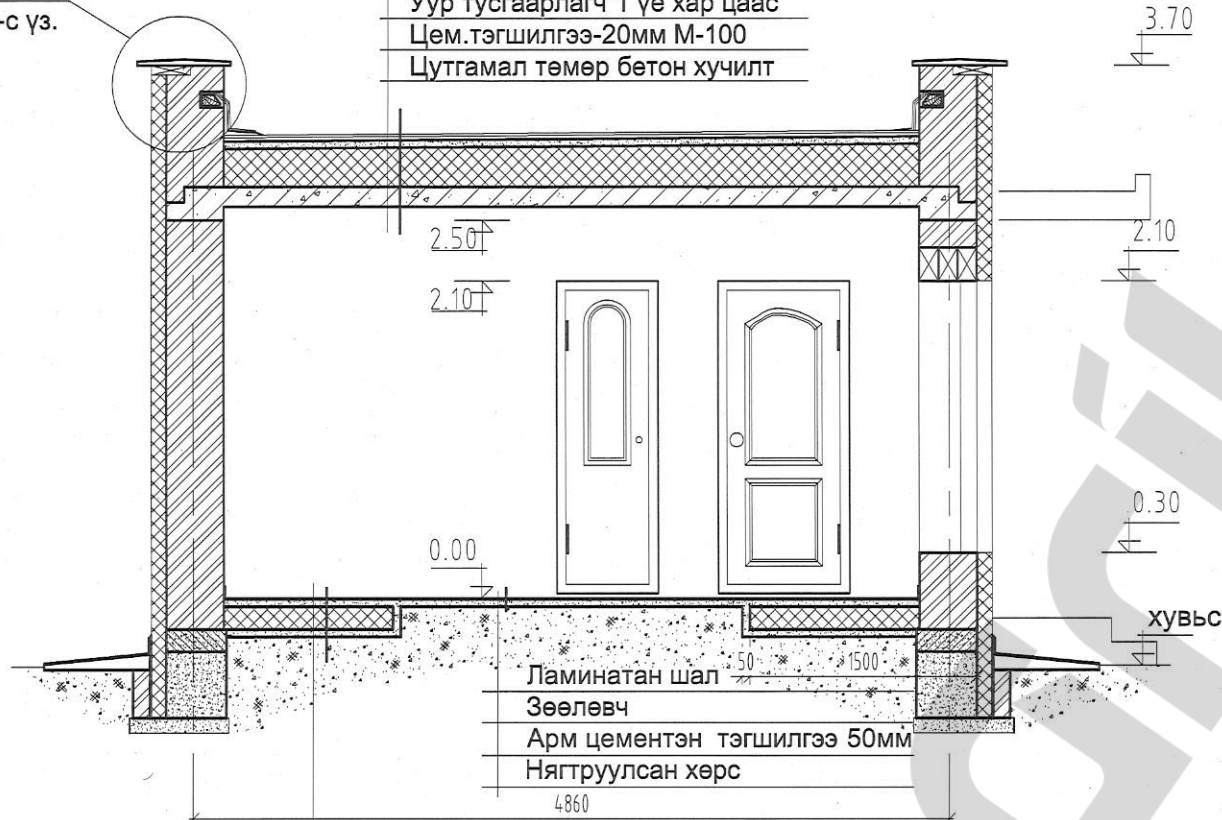 Уур тусгаарлагч 1 үе хар цаас
-с үз.
Цем.тэгшилгээ-20мм М-100
Цутгамал төмөр бетон хучилт
3.70
2.50
2.10
2.10
0.30
0.00
хувьс
50
1500
Ламинатан шал
Зөөлөвч
Арм цементэн тэгшилгээ 50мм
Нягтруулсан хөрс
4860